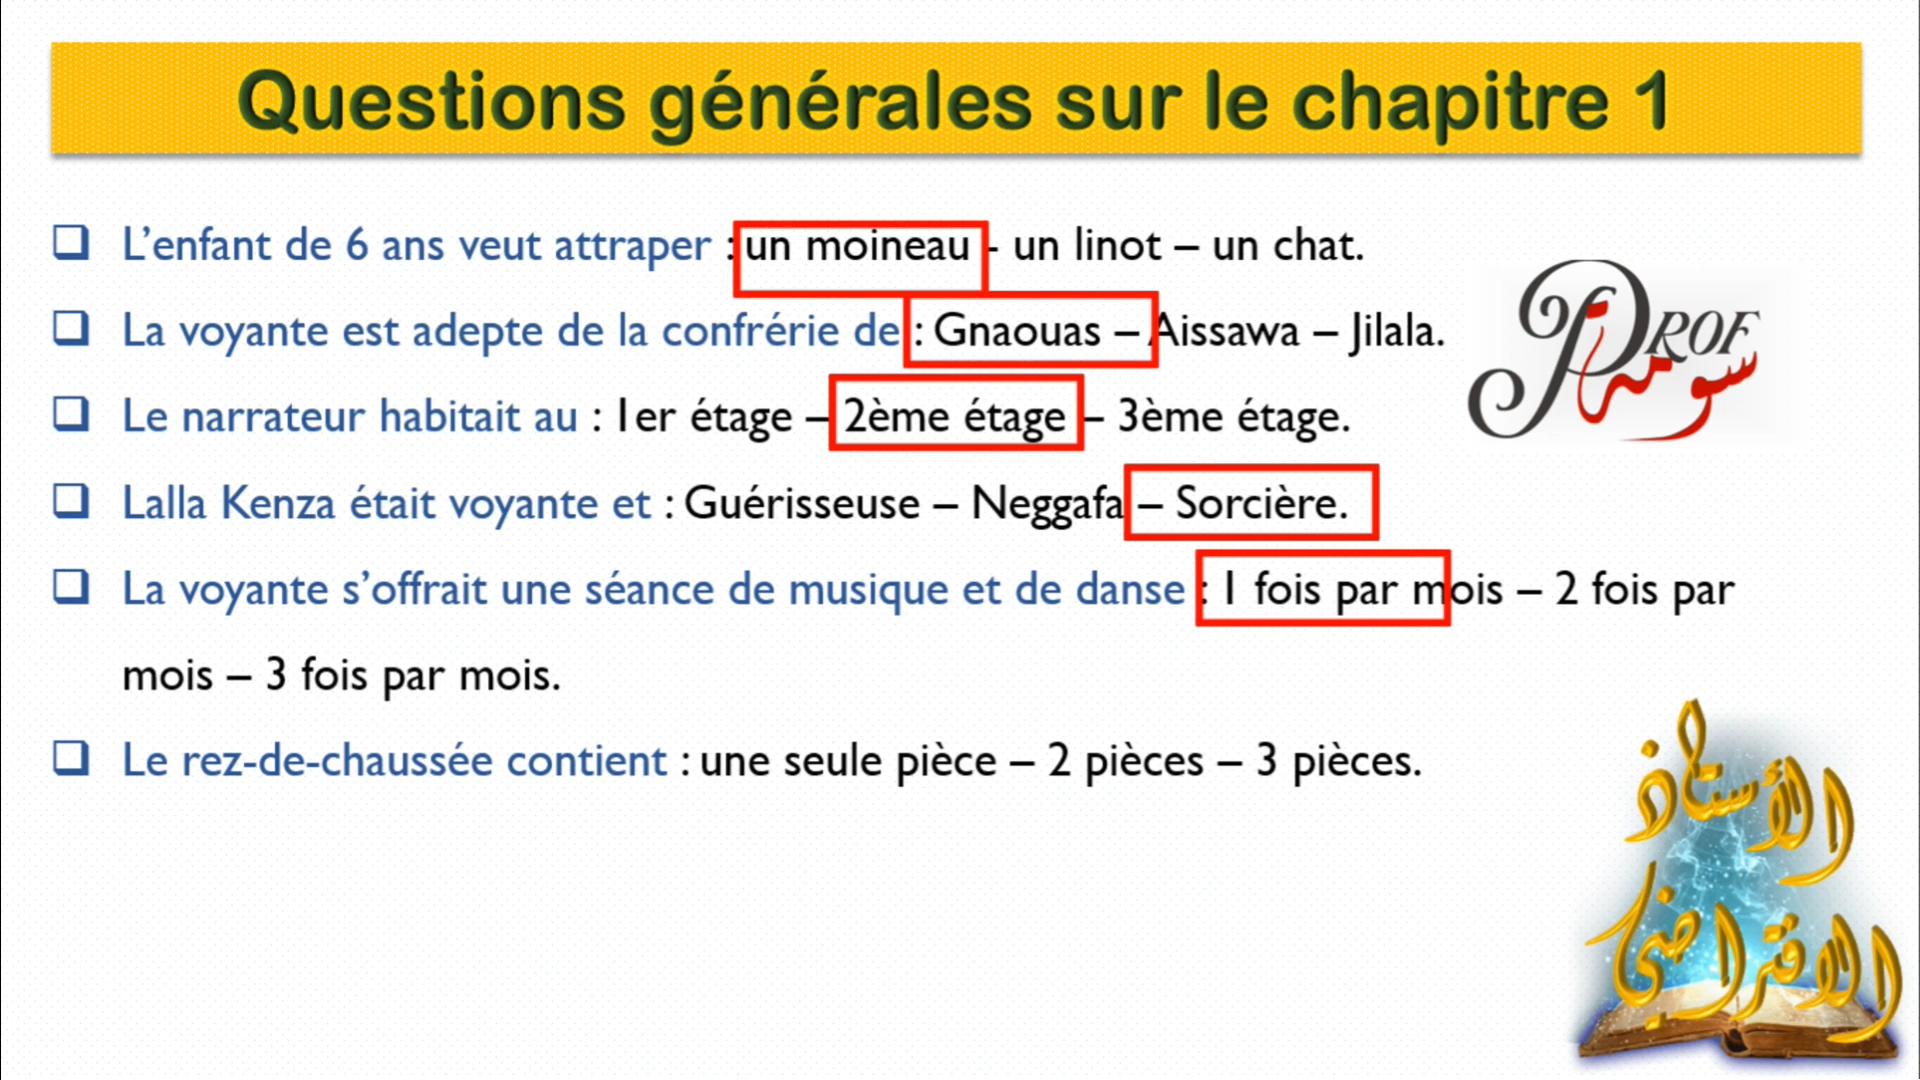 Questions générales sur le chapitre 1
L’enfant de 6 ans veut attraper : un moineau - un linot – un chat.
La voyante est adepte de la confrérie de : Gnaouas – Aissawa – Jilala.
Le narrateur habitait au : 1er étage – 2ème étage – 3ème étage.
Lalla Kenza était voyante et : Guérisseuse – Neggafa – Sorcière.
La voyante s’offrait une séance de musique et de danse : 1 fois par mois – 2 fois par
mois – 3 fois par mois.
Le rez-de-chaussée contient : une seule pièce – 2 pièces – 3 pièces.
PROF
الأستاذ
الافتراضي